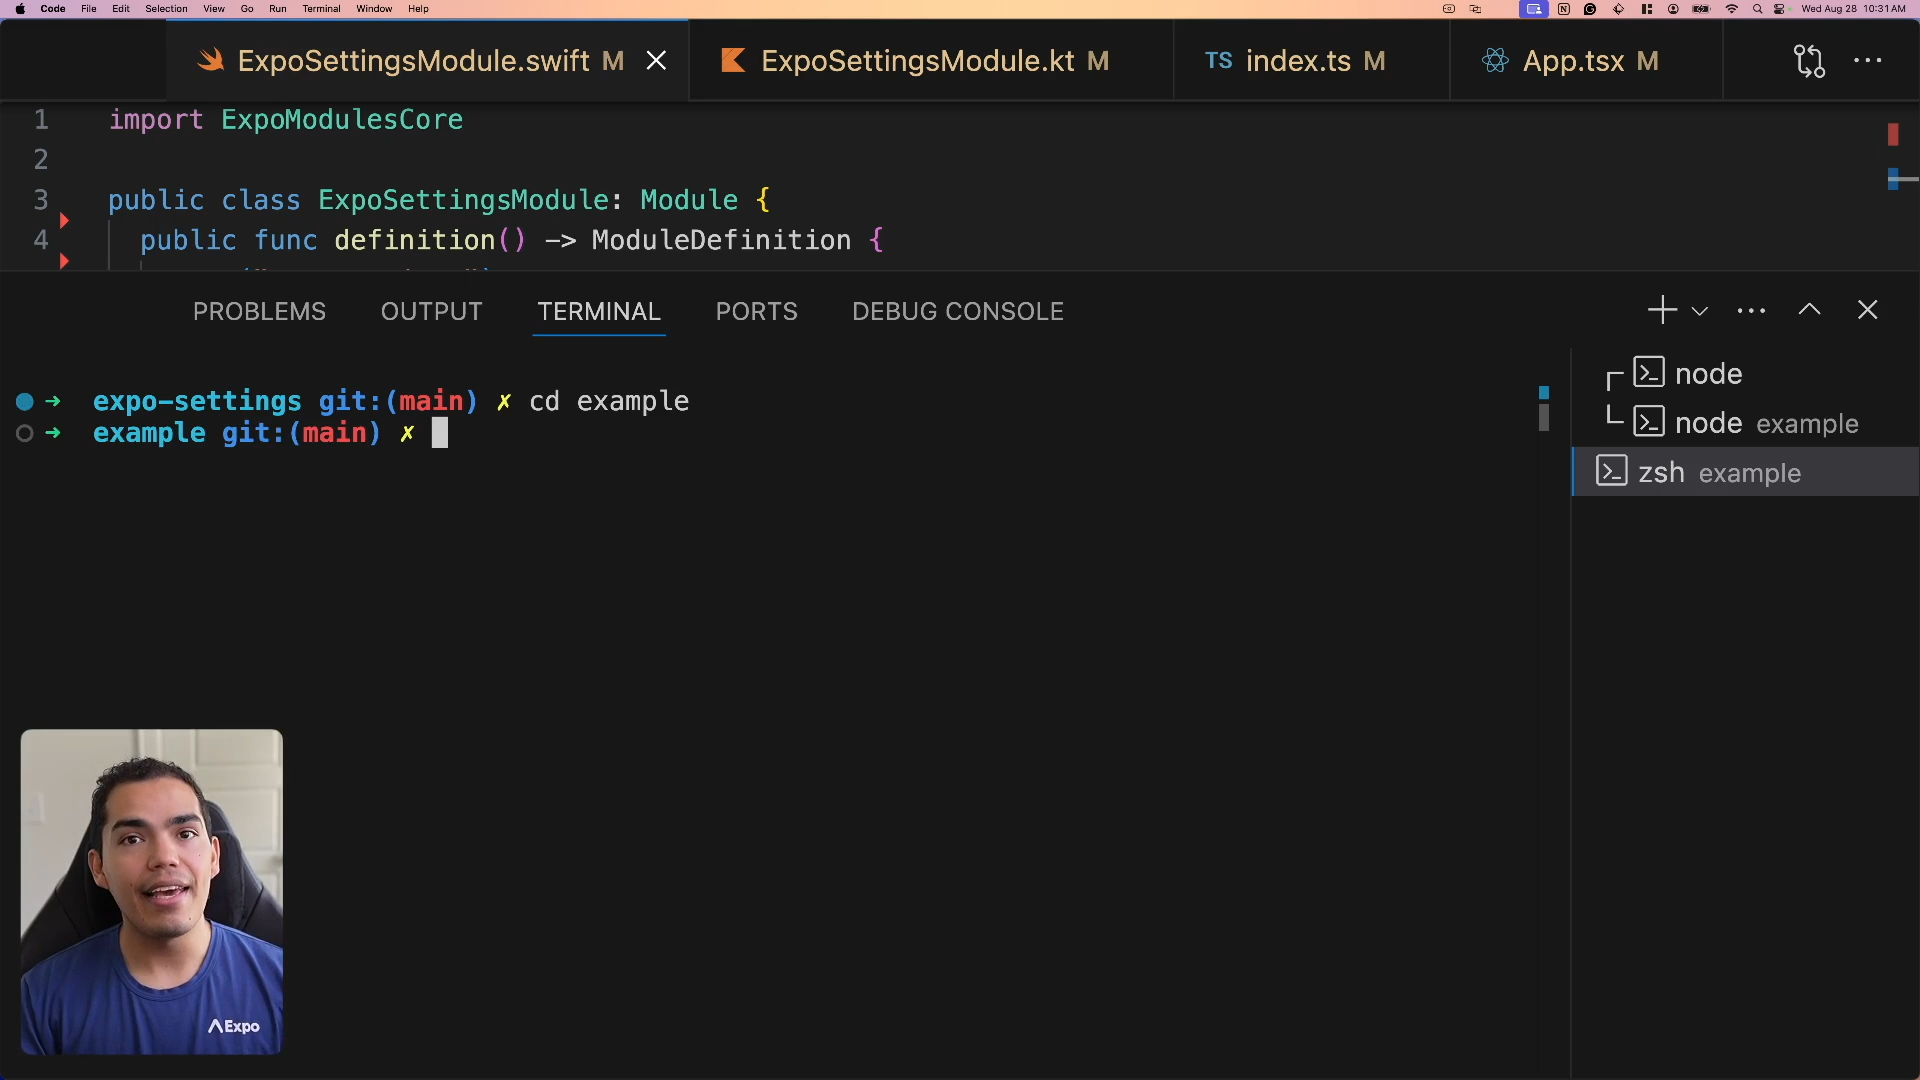 Code File Edit Selection View Go Run Terminal Window Help
Wed Aug 28 10:31 AM
ExpoSettingsModule.swift M
ExpoSettingsModule.kt M
TS index.ts M
App.tsx M
1 import ExpoModulesCore
2
3 public class ExpoSettingsModule: Module {
4 public func definition() -> ModuleDefinition {
PROBLEMS OUTPUT TERMINAL PORTS DEBUG CONSOLE
expo-settings git:(main) ✗ cd example
example git:(main) ✗
node
node example
zsh example
Expo